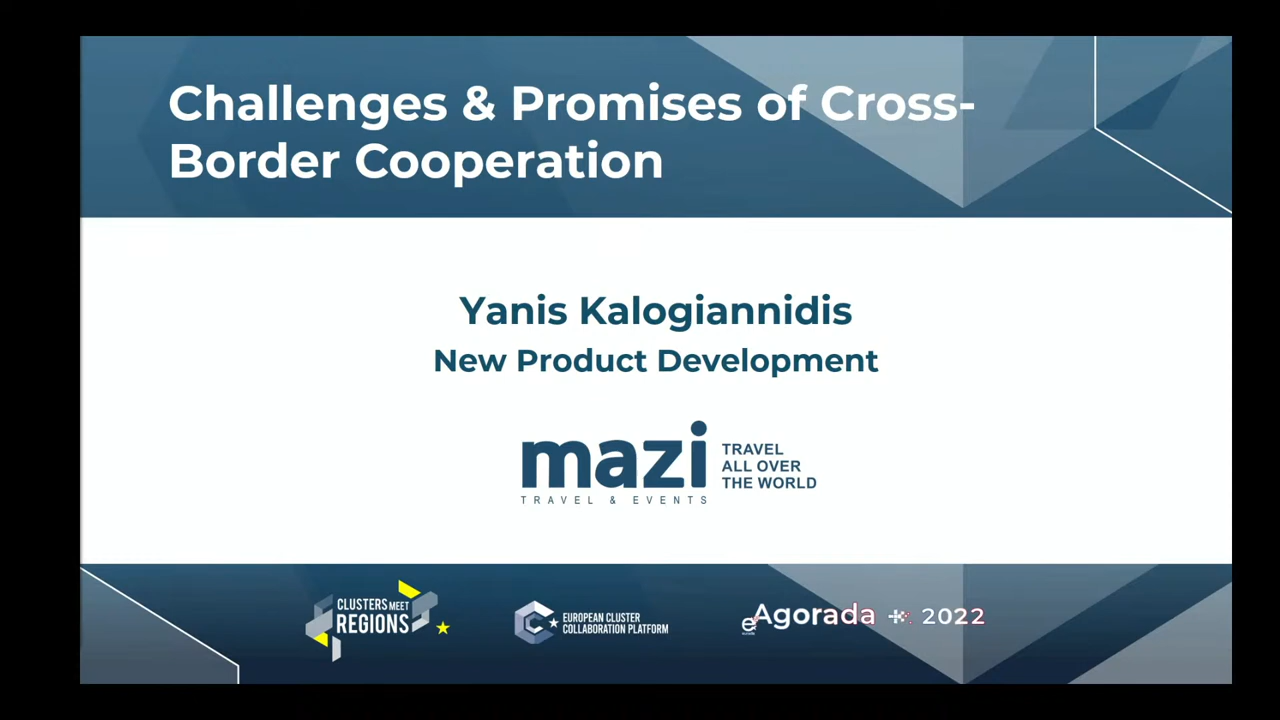 Challenges & Promises of Cross-
Border Cooperation
Yanis Kalogiannidis
New Product Development
mazi
TRAVEL & EVENTS
TRAVEL
ALL OVER
THE WORLD
CLUSTERS MEET
REGIONS
EUROPEAN CLUSTER
COLLABORATION PLATFORM
Agorada + 2022